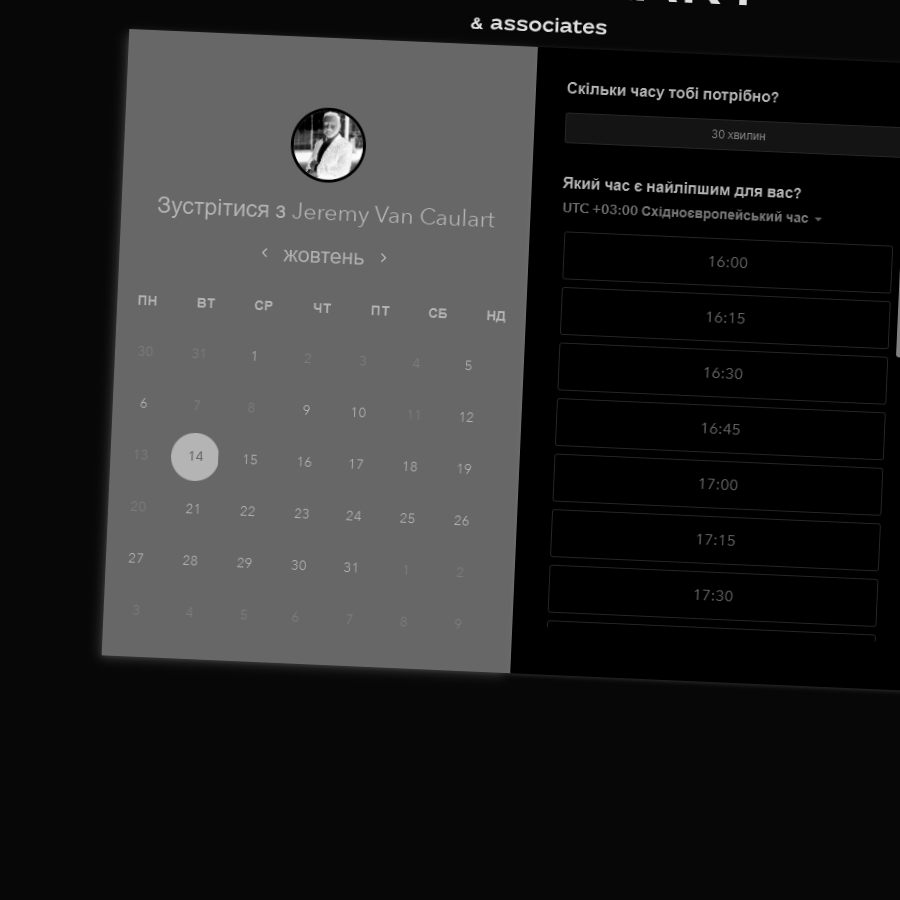 & associates
Зустрітися з Jeremy Van Caulart
жовтень
ПН ВТ СР ЧТ ПТ СБ НД
30 31 1 2 3 4 5
6 7 8 9 10 11 12
13 14 15 16 17 18 19
20 21 22 23 24 25 26
27 28 29 30 31 1 2
3 4 5 6 7 8 9
Скільки часу тобі потрібно?
30 хвилин
Який час є найліпшим для вас?
UTC +03:00 Східноєвропейський час
16:00
16:15
16:30
16:45
17:00
17:15
17:30